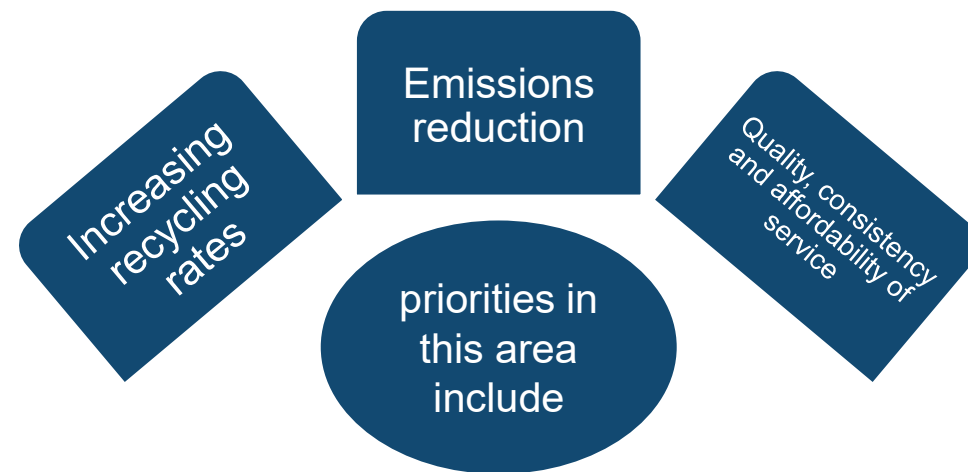 Increasing
recycling
rates
Emissions
reduction
Quality, consistency
and affordability of
service
priorities in
this area
include